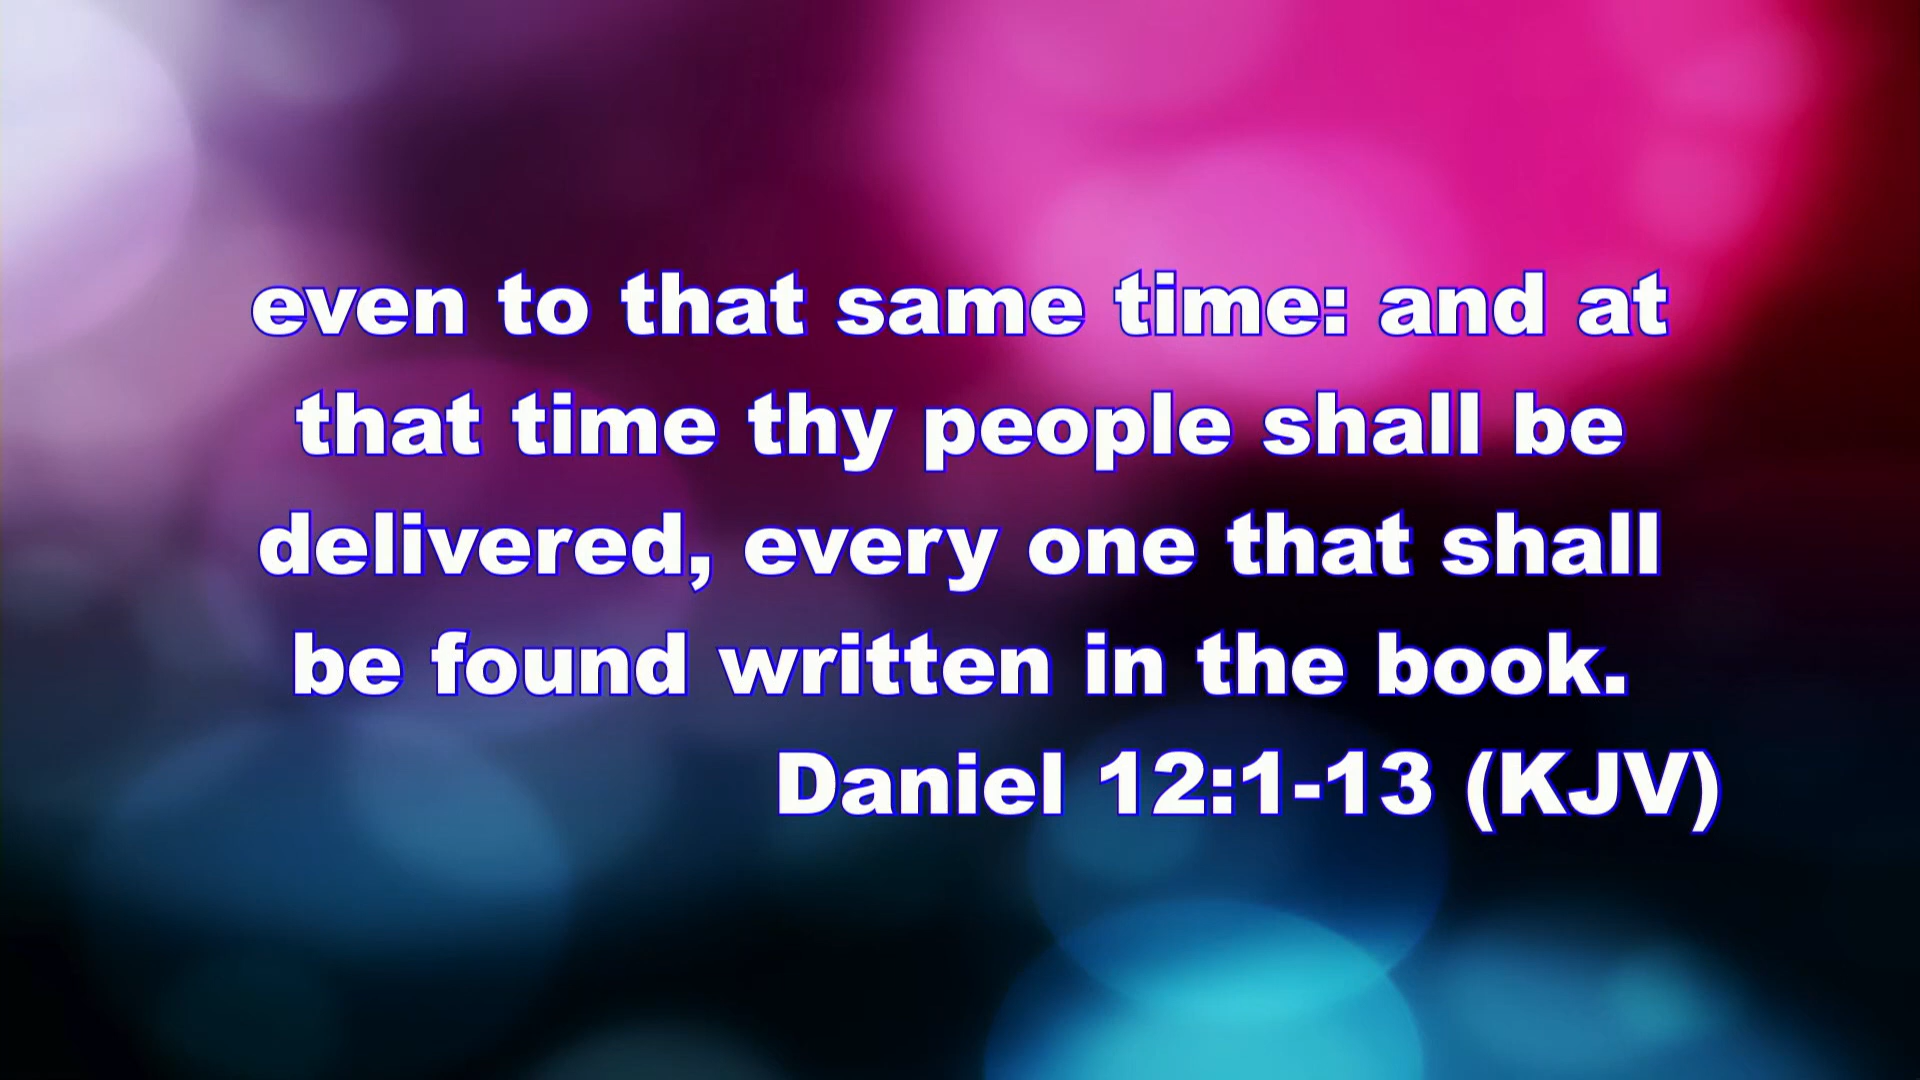 even to that same time: and at
that time thy people shall be
delivered, every one that shall
be found written in the book.
Daniel 12:1-13 (KJV)